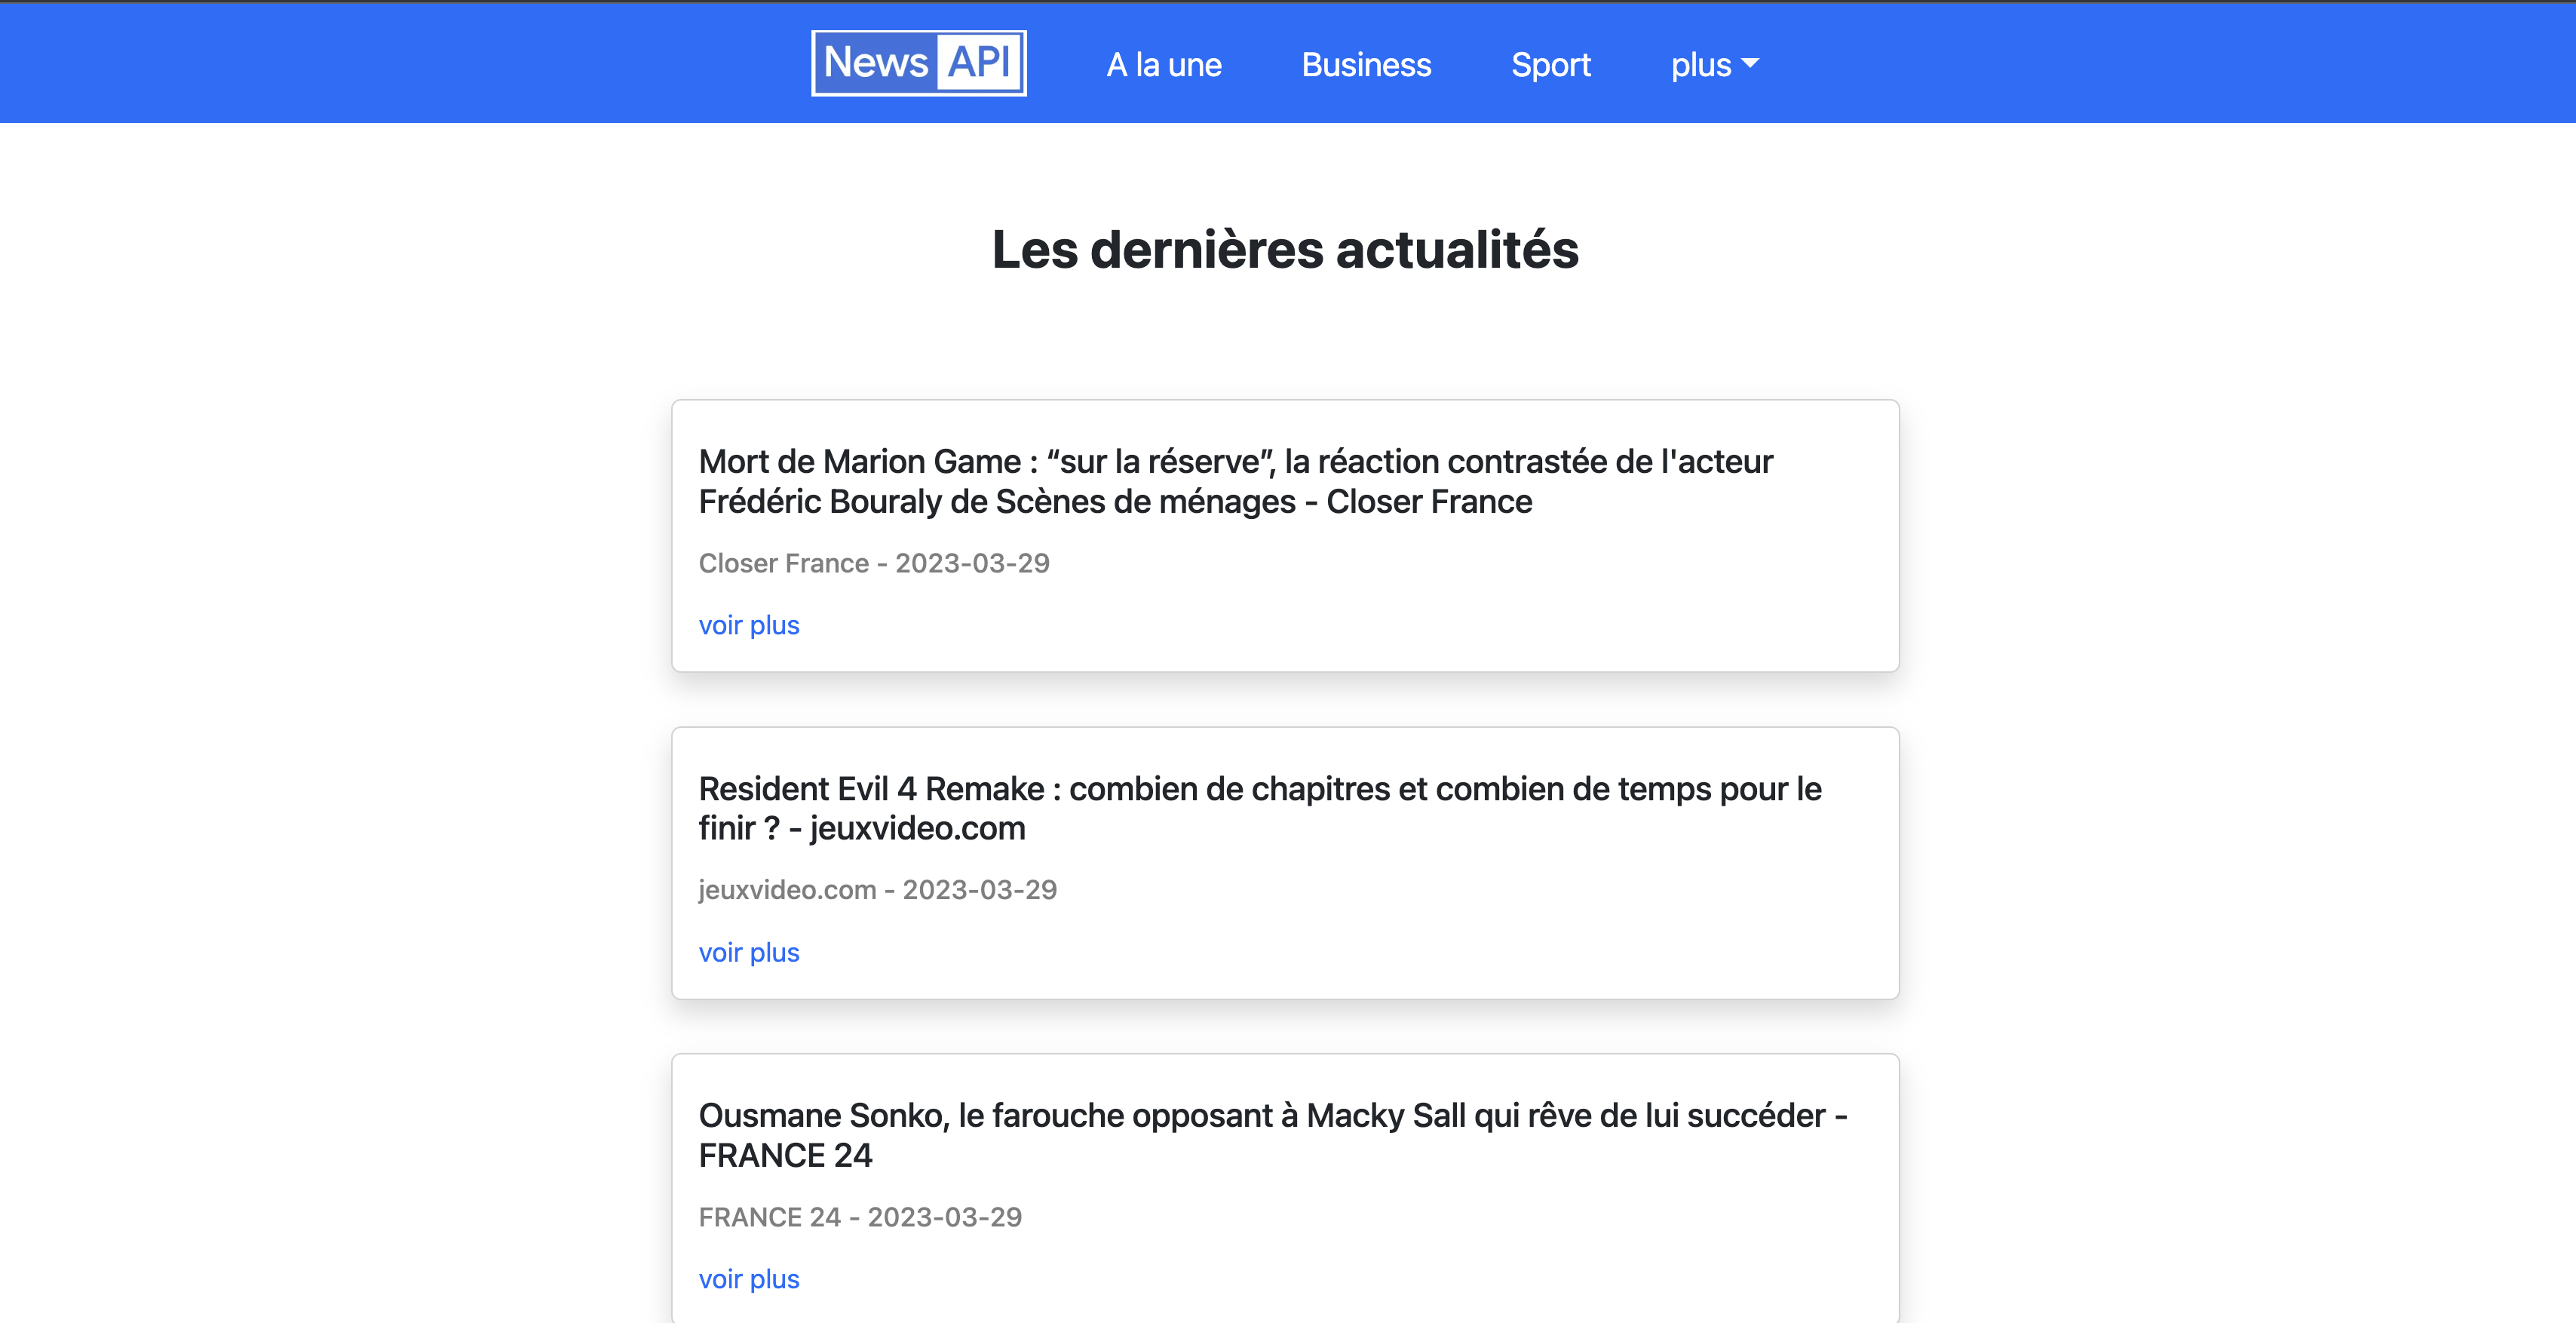 News API A la une Business Sport plus
Les dernières actualités
Mort de Marion Game : “sur la réserve”, la réaction contrastée de l'acteur
Frédéric Bouraly de Scènes de ménages - Closer France
Closer France - 2023-03-29
voir plus
Resident Evil 4 Remake : combien de chapitres et combien de temps pour le
finir ? - jeuxvideo.com
jeuxvideo.com - 2023-03-29
voir plus
Ousmane Sonko, le farouche opposant à Macky Sall qui rêve de lui succéder -
FRANCE 24
FRANCE 24 - 2023-03-29
voir plus